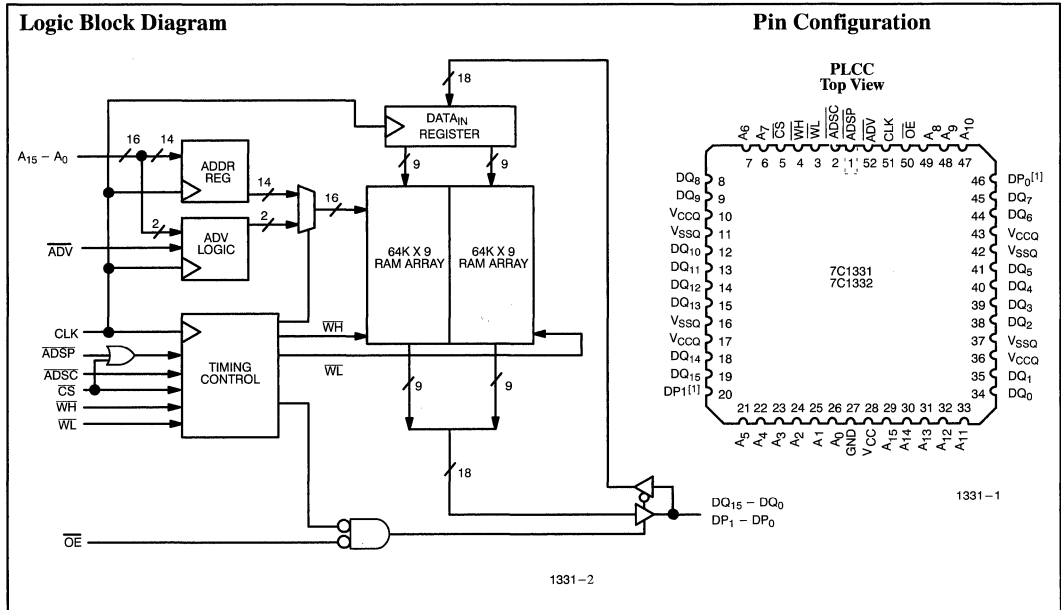 Logic Block Diagram
18
DATA_IN
REGISTER
9
9
A15 – A0
16
14
ADDR
REG
14
2
ADV
LOGIC
2
16
64K X 9
RAM ARRAY
64K X 9
RAM ARRAY
ADV
CLK
ADSP
ADSC
CS
WH
WL
TIMING
CONTROL
WH
WL
9
9
18
OE
DQ15 – DQ0
DP1 – DP0
1331–2
Pin Configuration
PLCC
Top View
A6 A7 CS WH WL ADSC ADSP ADV CLK OE A8 A9 A10
7 6 5 4 3 2 1 52 51 50 49 48 47
DQ8 8
DQ9 9
VCCQ 10
VSSQ 11
DQ10 12
DQ11 13
DQ12 14
DQ13 15
VSSQ 16
VCCQ 17
DQ14 18
DQ15 19
DP1[1] 20
7C1331
7C1332
46 DP0[1]
45 DQ7
44 DQ6
43 VCCQ
42 VSSQ
41 DQ5
40 DQ4
39 DQ3
38 DQ2
37 VSSQ
36 VCCQ
35 DQ1
34 DQ0
21 22 23 24 25 26 27 28 29 30 31 32 33
A5 A4 A3 A2 A1 A0 GND VCC A15 A14 A13 A12 A11
1331–1